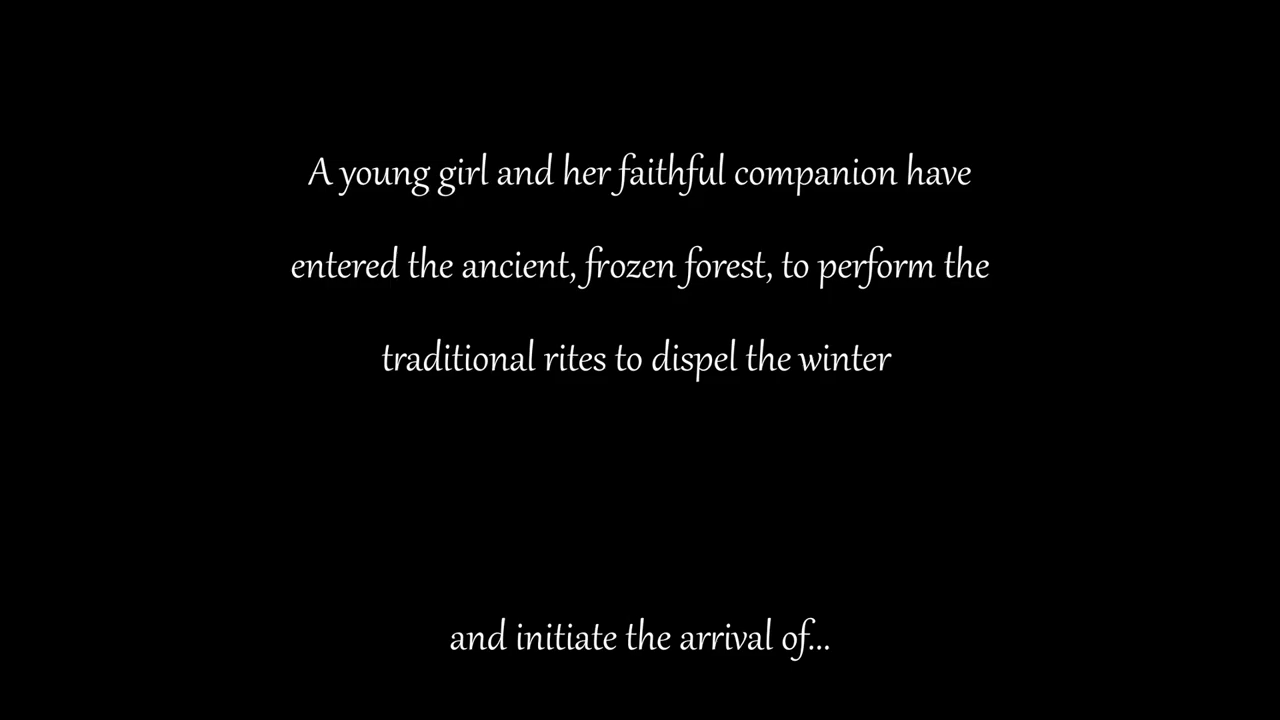 A young girl and her faithful companion have
entered the ancient, frozen forest, to perform the
traditional rites to dispel the winter
and initiate the arrival of...